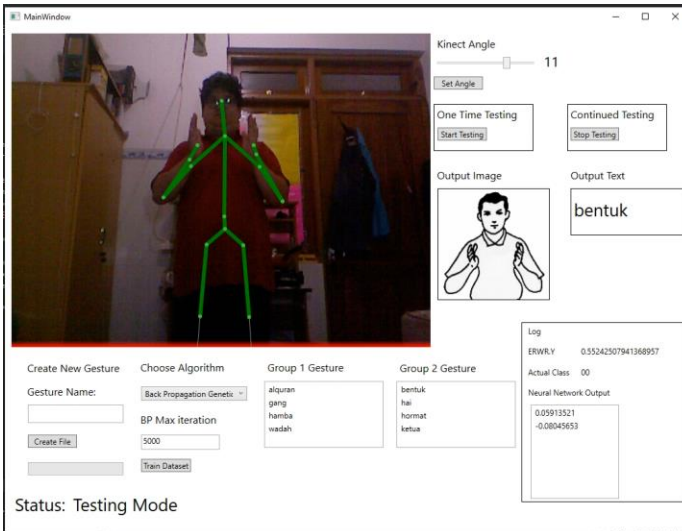 MainWindow
Kinect Angle
11
Set Angle
One Time Testing
Start Testing
Continued Testing
Stop Testing
Output Image
Output Text
bentuk
Create New Gesture
Gesture Name:
Create File
Choose Algorithm
Back Propagation Genetic
BP Max iteration
5000
Train Dataset
Group 1 Gesture
alquran
gang
hamba
wadah
Group 2 Gesture
bentuk
hai
hormat
ketua
Log
ERWR.Y 0.55242507941368957
Actual Class 00
Neural Network Output
0.05913521
-0.08045653
Status: Testing Mode